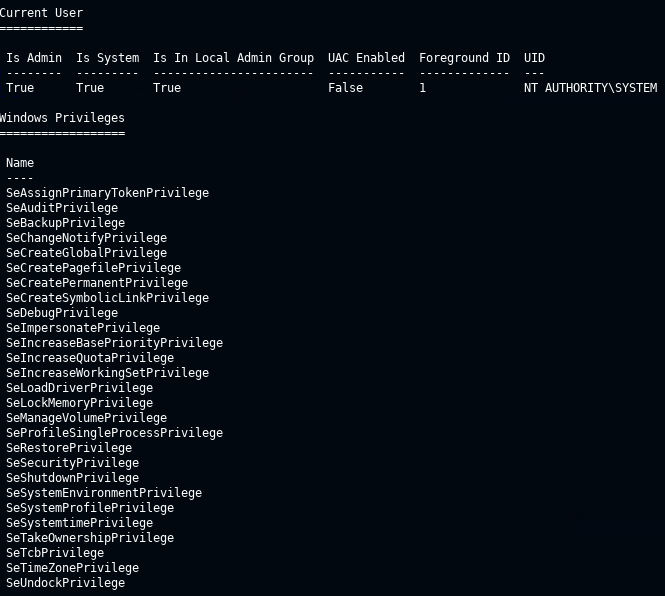 Current User
============
Is Admin  Is System  Is In Local Admin Group  UAC Enabled  Foreground ID  UID
--------  ---------  -----------------------  -----------  -------------  ---
True      True       True                     False        1              NT AUTHORITY\SYSTEM
Windows Privileges
==================
Name
----
SeAssignPrimaryTokenPrivilege
SeAuditPrivilege
SeBackupPrivilege
SeChangeNotifyPrivilege
SeCreateGlobalPrivilege
SeCreatePagefilePrivilege
SeCreatePermanentPrivilege
SeCreateSymbolicLinkPrivilege
SeDebugPrivilege
SeImpersonatePrivilege
SeIncreaseBasePriorityPrivilege
SeIncreaseQuotaPrivilege
SeIncreaseWorkingSetPrivilege
SeLoadDriverPrivilege
SeLockMemoryPrivilege
SeManageVolumePrivilege
SeProfileSingleProcessPrivilege
SeRestorePrivilege
SeSecurityPrivilege
SeShutdownPrivilege
SeSystemEnvironmentPrivilege
SeSystemProfilePrivilege
SeSystemtimePrivilege
SeTakeOwnershipPrivilege
SeTcbPrivilege
SeTimeZonePrivilege
SeUndockPrivilege